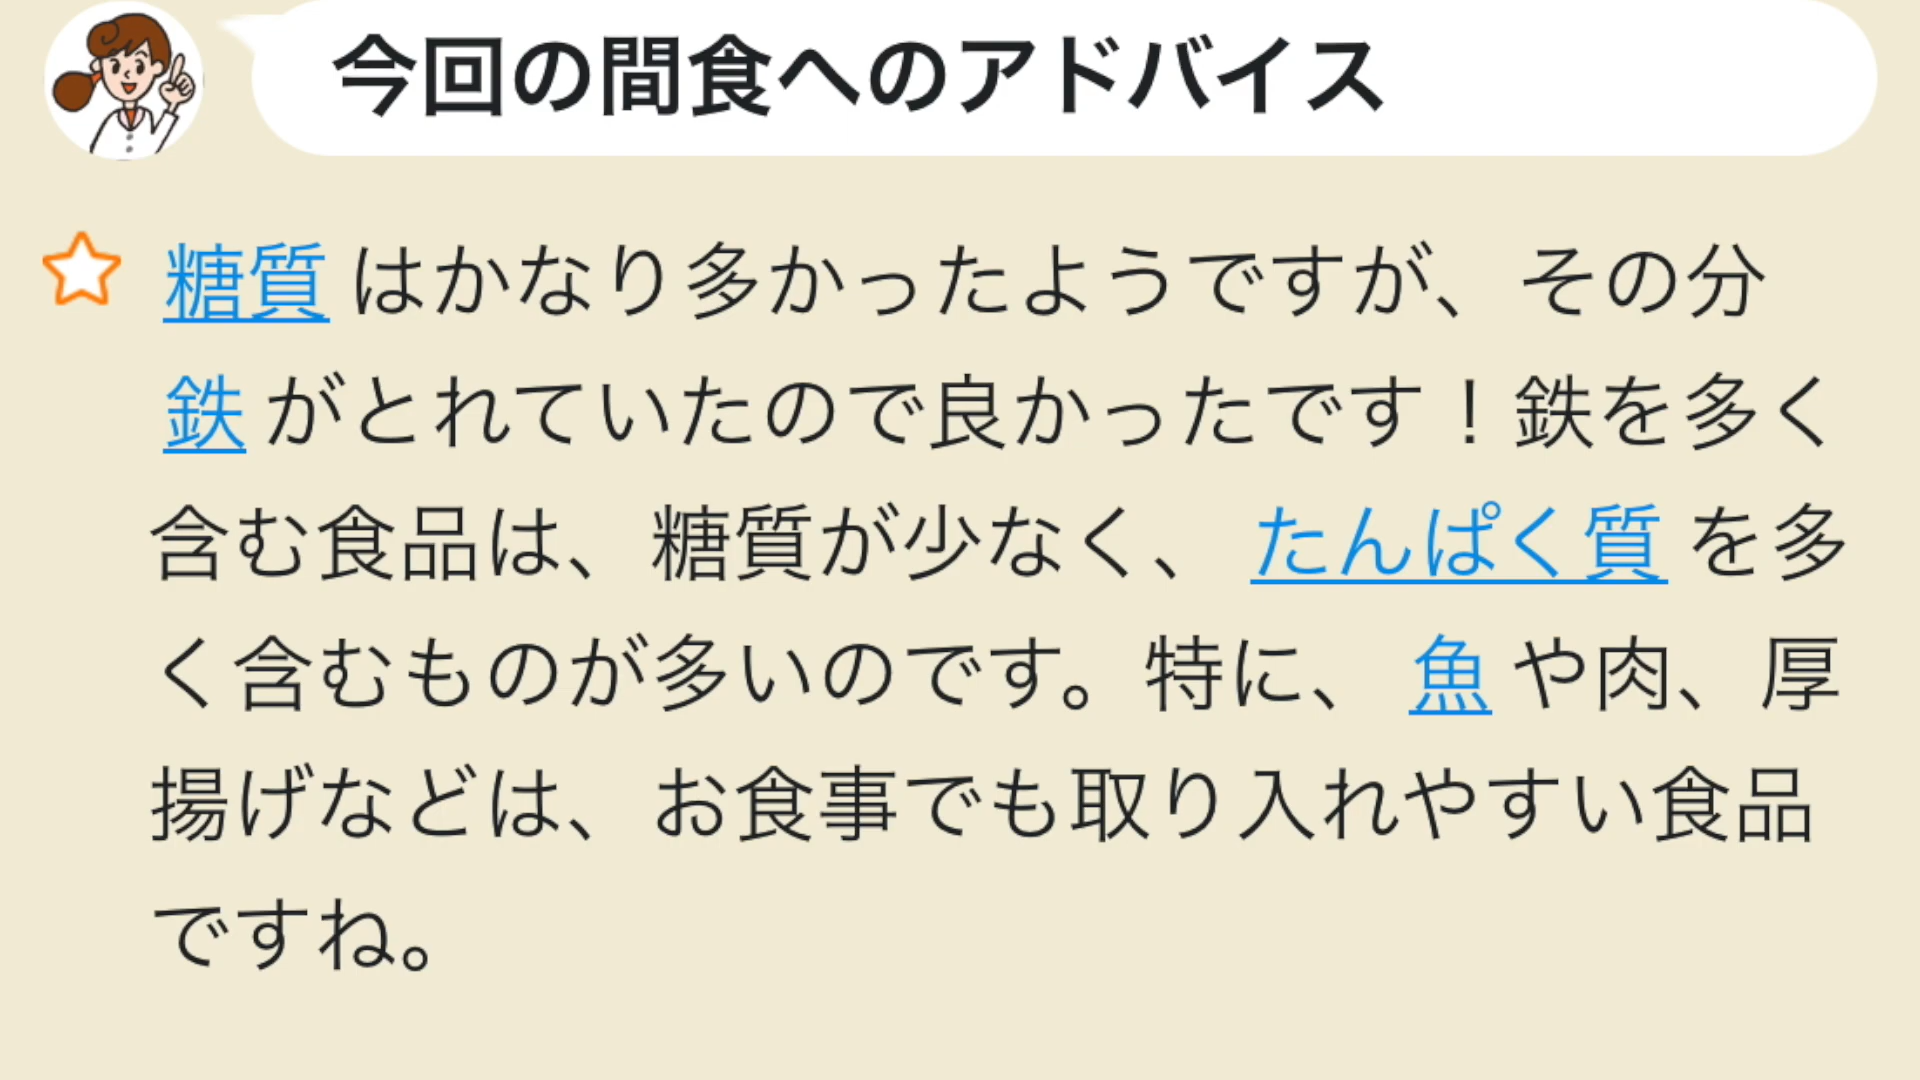 今回の間食へのアドバイス
糖質 はかなり多かったようですが、その分
鉄 がとれていたので良かったです！鉄を多く
含む食品は、糖質が少なく、 たんぱく質 を多
く含むものが多いのです。特に、 魚 や肉、厚
揚げなどは、お食事でも取り入れやすい食品
ですね。